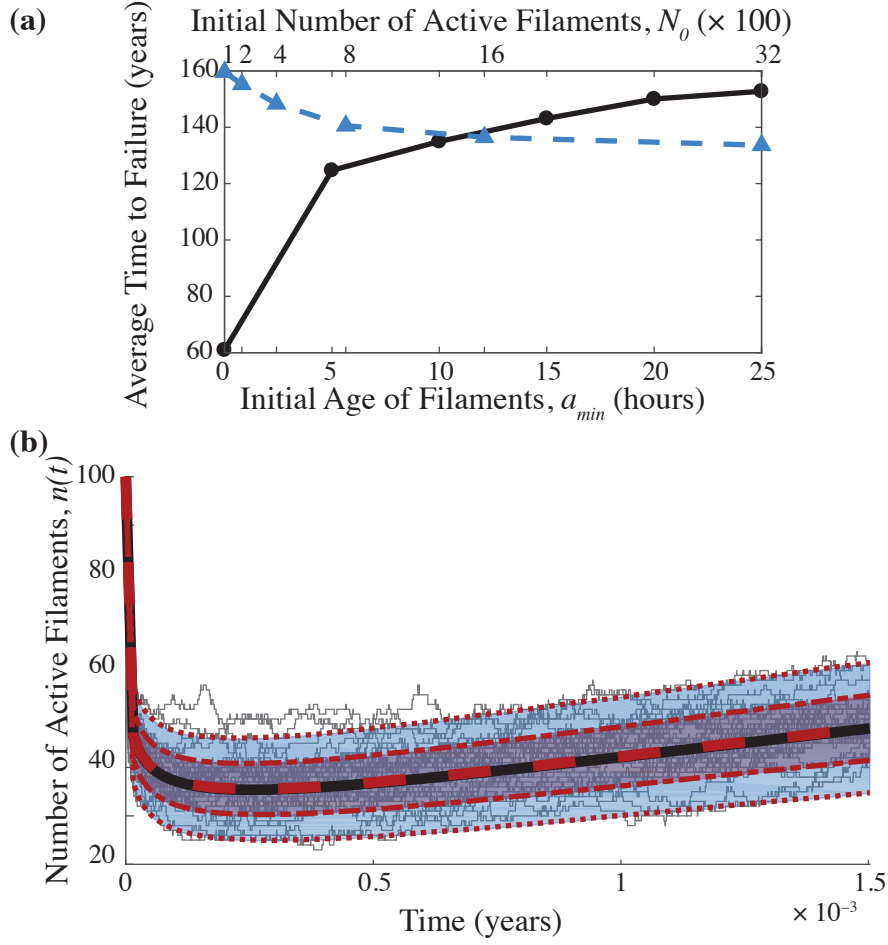 (a)
Initial Number of Active Filaments, N₀ (× 100)
1 2 4 8 16 32
Average Time to Failure (years)
160
140
120
100
80
60
0 5 10 15 20 25
Initial Age of Filaments, a_min (hours)
(b)
Number of Active Filaments, n(t)
100
80
60
40
20
0 0.5 1 1.5
Time (years)
× 10⁻³